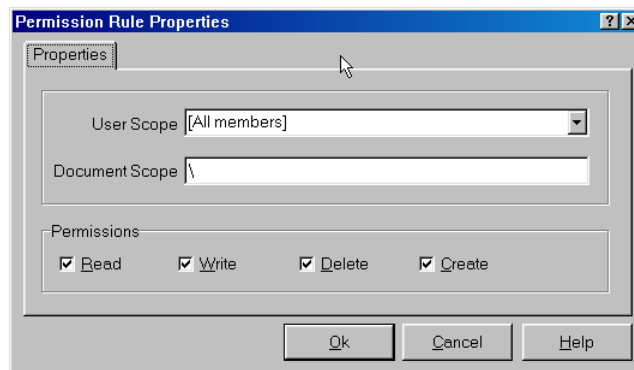 Permission Rule Properties
Properties
User Scope [All members]
Document Scope \
Permissions
Read Write Delete Create
Ok Cancel Help